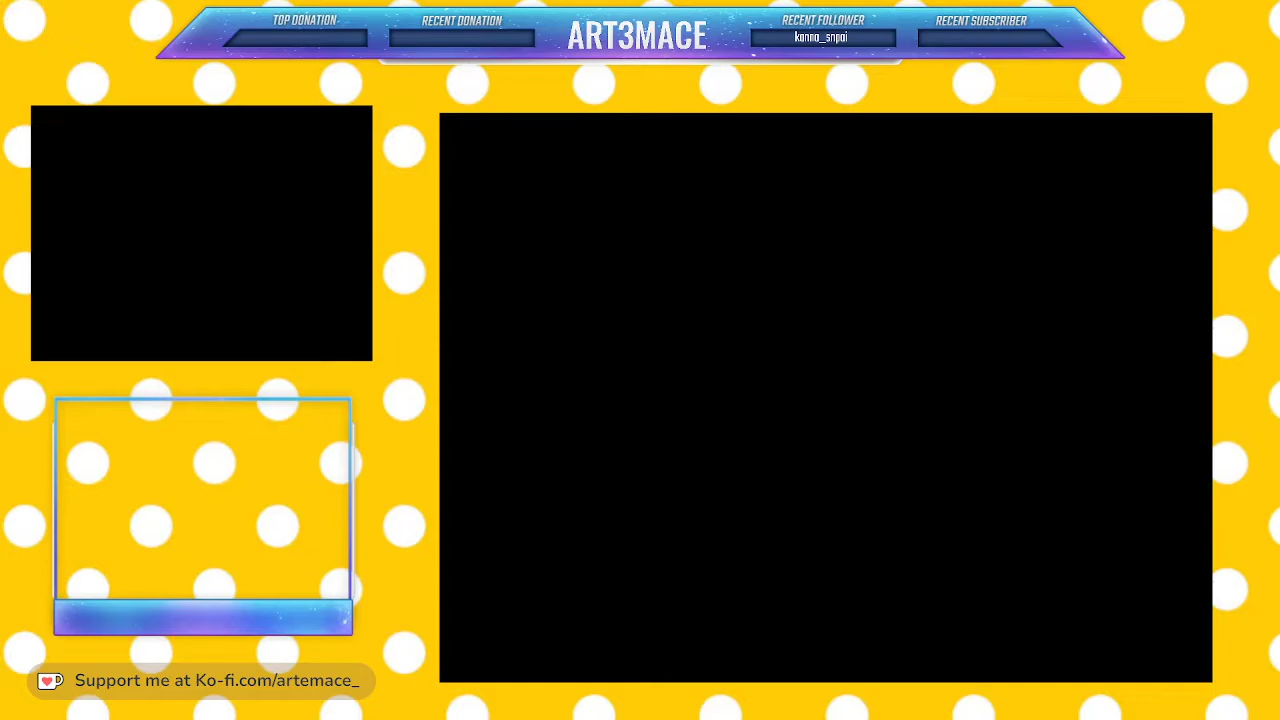 TOP DONATION
RECENT DONATION
ART3MACE
RECENT FOLLOWER
RECENT SUBSCRIBER
kanna_snpai
Support me at Ko-fi.com/artemace_